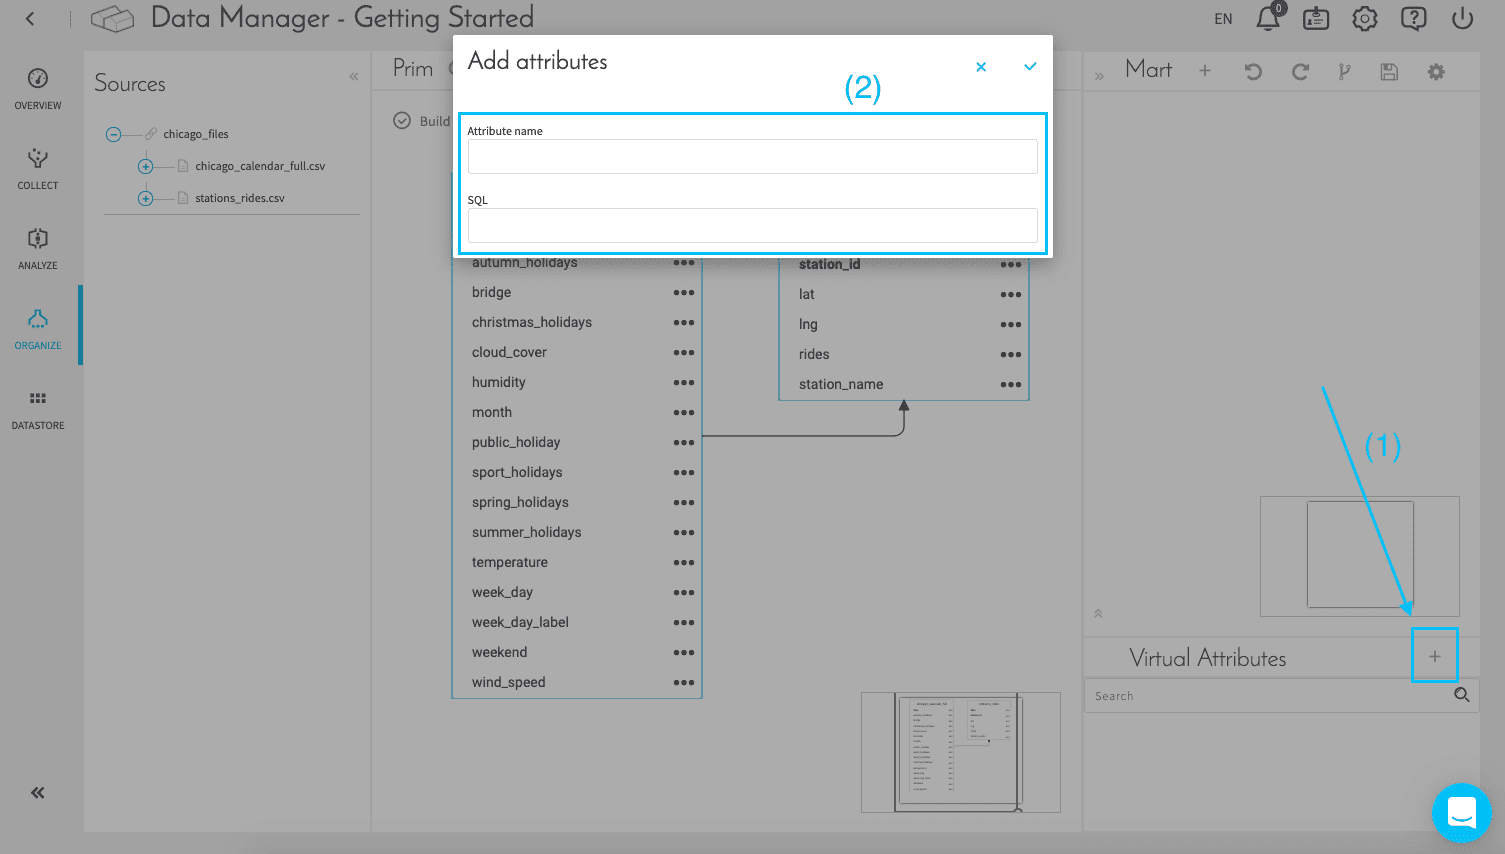 Data Manager - Getting Started
EN
0
OVERVIEW
COLLECT
ANALYZE
ORGANIZE
DATASTORE
Sources
chicago_files
chicago_calendar_full.csv
stations_rides.csv
Prim
Build
Add attributes
(2)
Attribute name
SQL
autumn_holidays
bridge
christmas_holidays
cloud_cover
humidity
month
public_holiday
sport_holidays
spring_holidays
summer_holidays
temperature
week_day
week_day_label
weekend
wind_speed
station_id
lat
lng
rides
station_name
Mart
(1)
Virtual Attributes
Search